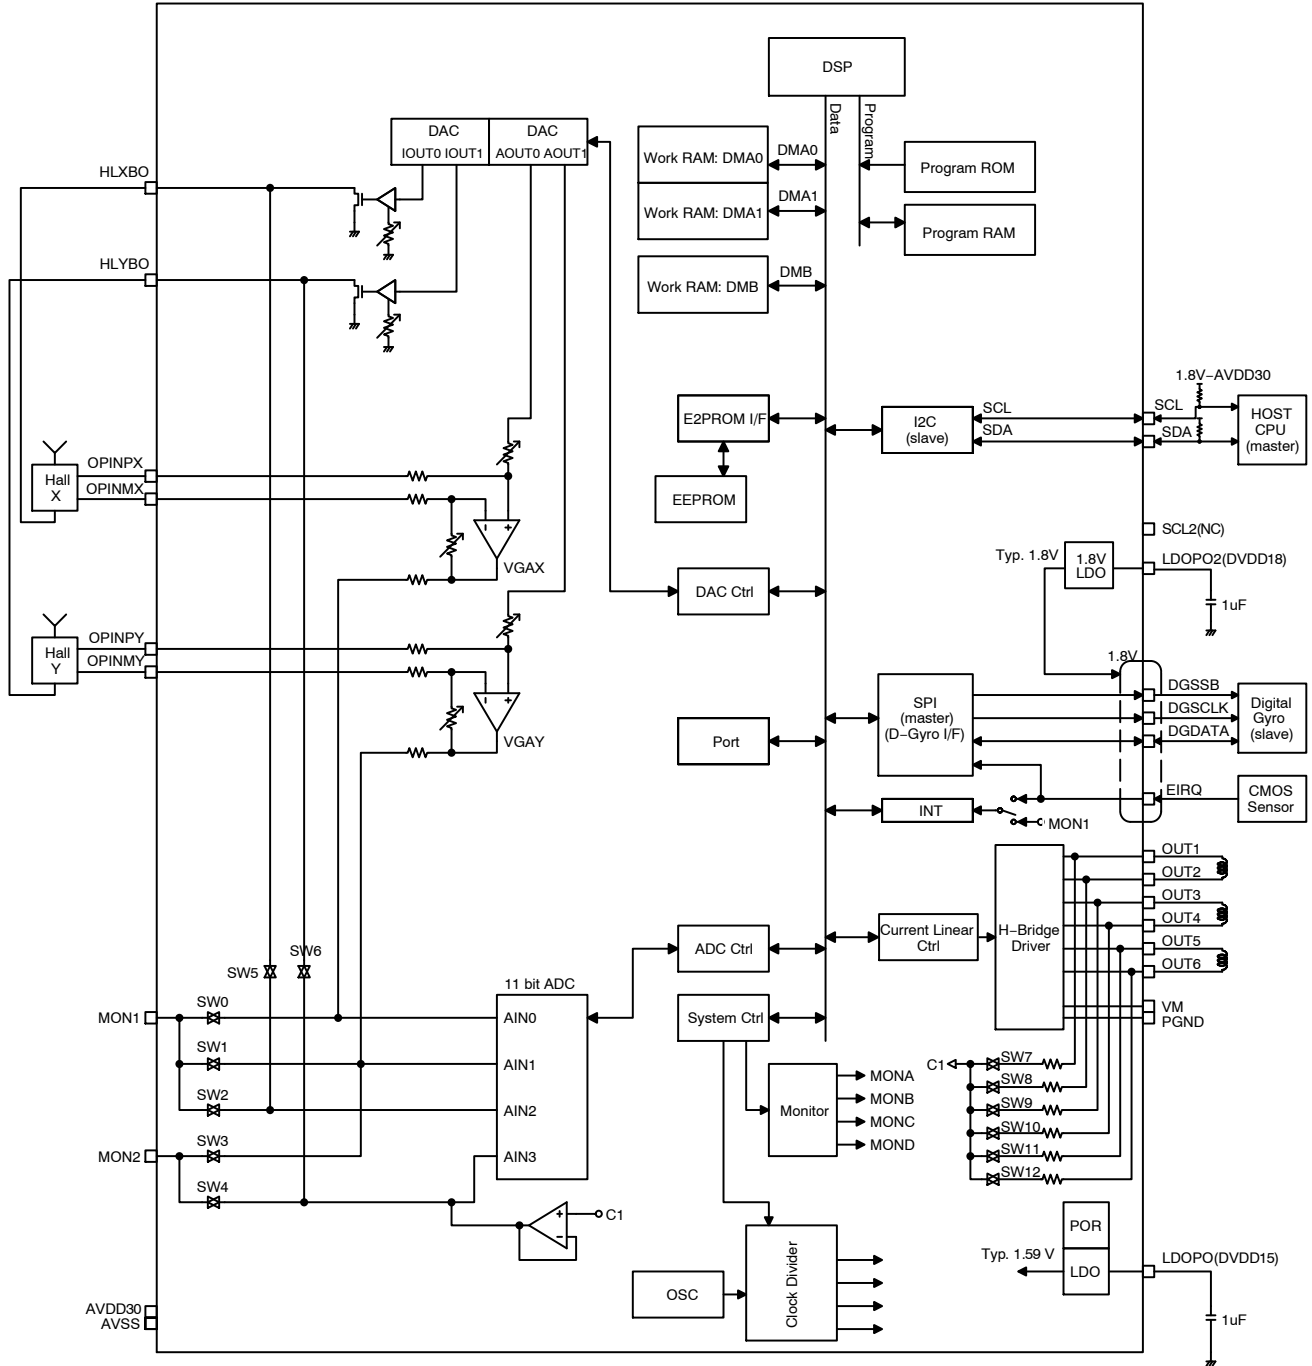 DSP
Data
Program
DAC
DAC
IOUT0 IOUT1
AOUT0 AOUT1
Work RAM: DMA0
DMA0
Program ROM
HLXBO
Work RAM: DMA1
DMA1
Program RAM
HLYBO
Work RAM: DMB
DMB
1.8V−AVDD30
E2PROM I/F
I2C
(slave)
SCL
SDA
SCL
SDA
HOST
CPU
(master)
Hall
X
OPINPX
OPINMX
EEPROM
SCL2(NC)
VGAX
Typ. 1.8V
1.8V
LDO
LDOPO2(DVDD18)
DAC Ctrl
1uF
Hall
Y
OPINPY
OPINMY
1.8V
SPI
(master)
(D−Gyro I/F)
DGSSB
DGSCLK
DGDATA
Digital
Gyro
(slave)
VGAY
Port
EIRQ
CMOS
Sensor
INT
MON1
OUT1
OUT2
OUT3
OUT4
OUT5
OUT6
Current Linear
Ctrl
H−Bridge
Driver
ADC Ctrl
SW5
SW6
11 bit ADC
VM
PGND
MON1
SW0
AIN0
System Ctrl
SW1
AIN1
SW2
AIN2
MON2
SW3
AIN3
SW4
Monitor
MONA
MONB
MONC
MOND
C1
SW7
SW8
SW9
SW10
SW11
SW12
+
−
C1
POR
LDO
Typ. 1.59 V
LDOPO(DVDD15)
OSC
Clock Divider
AVDD30
AVSS
1uF